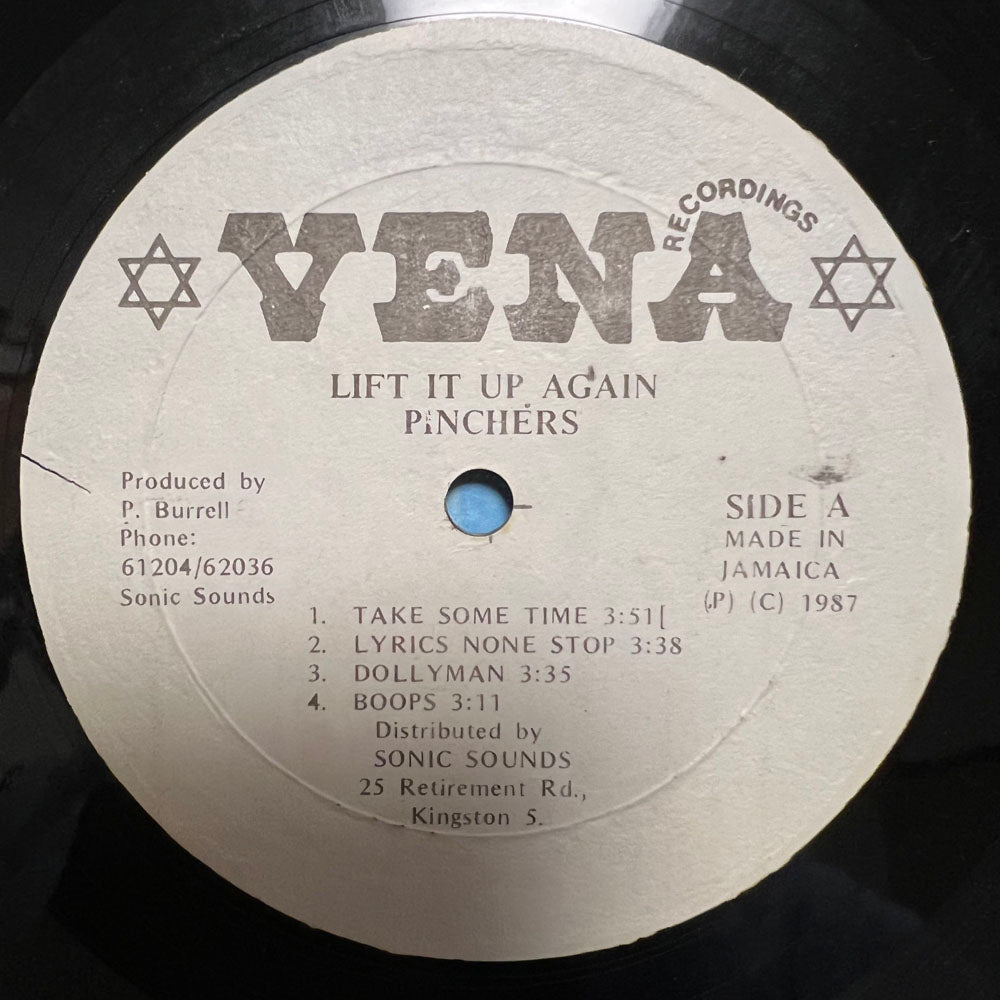 VENA
RECORDINGS
LIFT IT UP AGAIN
PINCHERS
Produced by
P. Burrell
Phone:
61204/62036
Sonic Sounds
SIDE A
MADE IN
JAMAICA
(P) (C) 1987
1. TAKE SOME TIME 3:51[
2. LYRICS NONE STOP 3:38
3. DOLLYMAN 3:35
4. BOOPS 3:11
Distributed by
SONIC SOUNDS
25 Retirement Rd.,
Kingston 5.